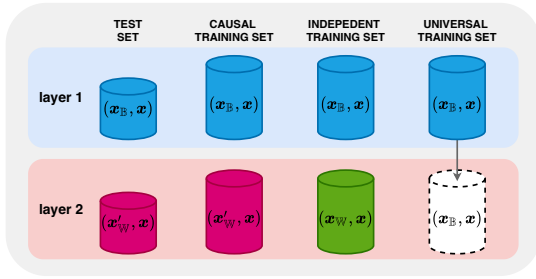 TEST SET
CAUSAL TRAINING SET
INDEPEDENT TRAINING SET
UNIVERSAL TRAINING SET
layer 1
(𝒙_𝔹, 𝒙)
(𝒙_𝔹, 𝒙)
(𝒙_𝔹, 𝒙)
(𝒙_𝔹, 𝒙)
layer 2
(𝒙′_𝕎, 𝒙)
(𝒙′_𝕎, 𝒙)
(𝒙_𝕎, 𝒙)
(𝒙_𝔹, 𝒙)